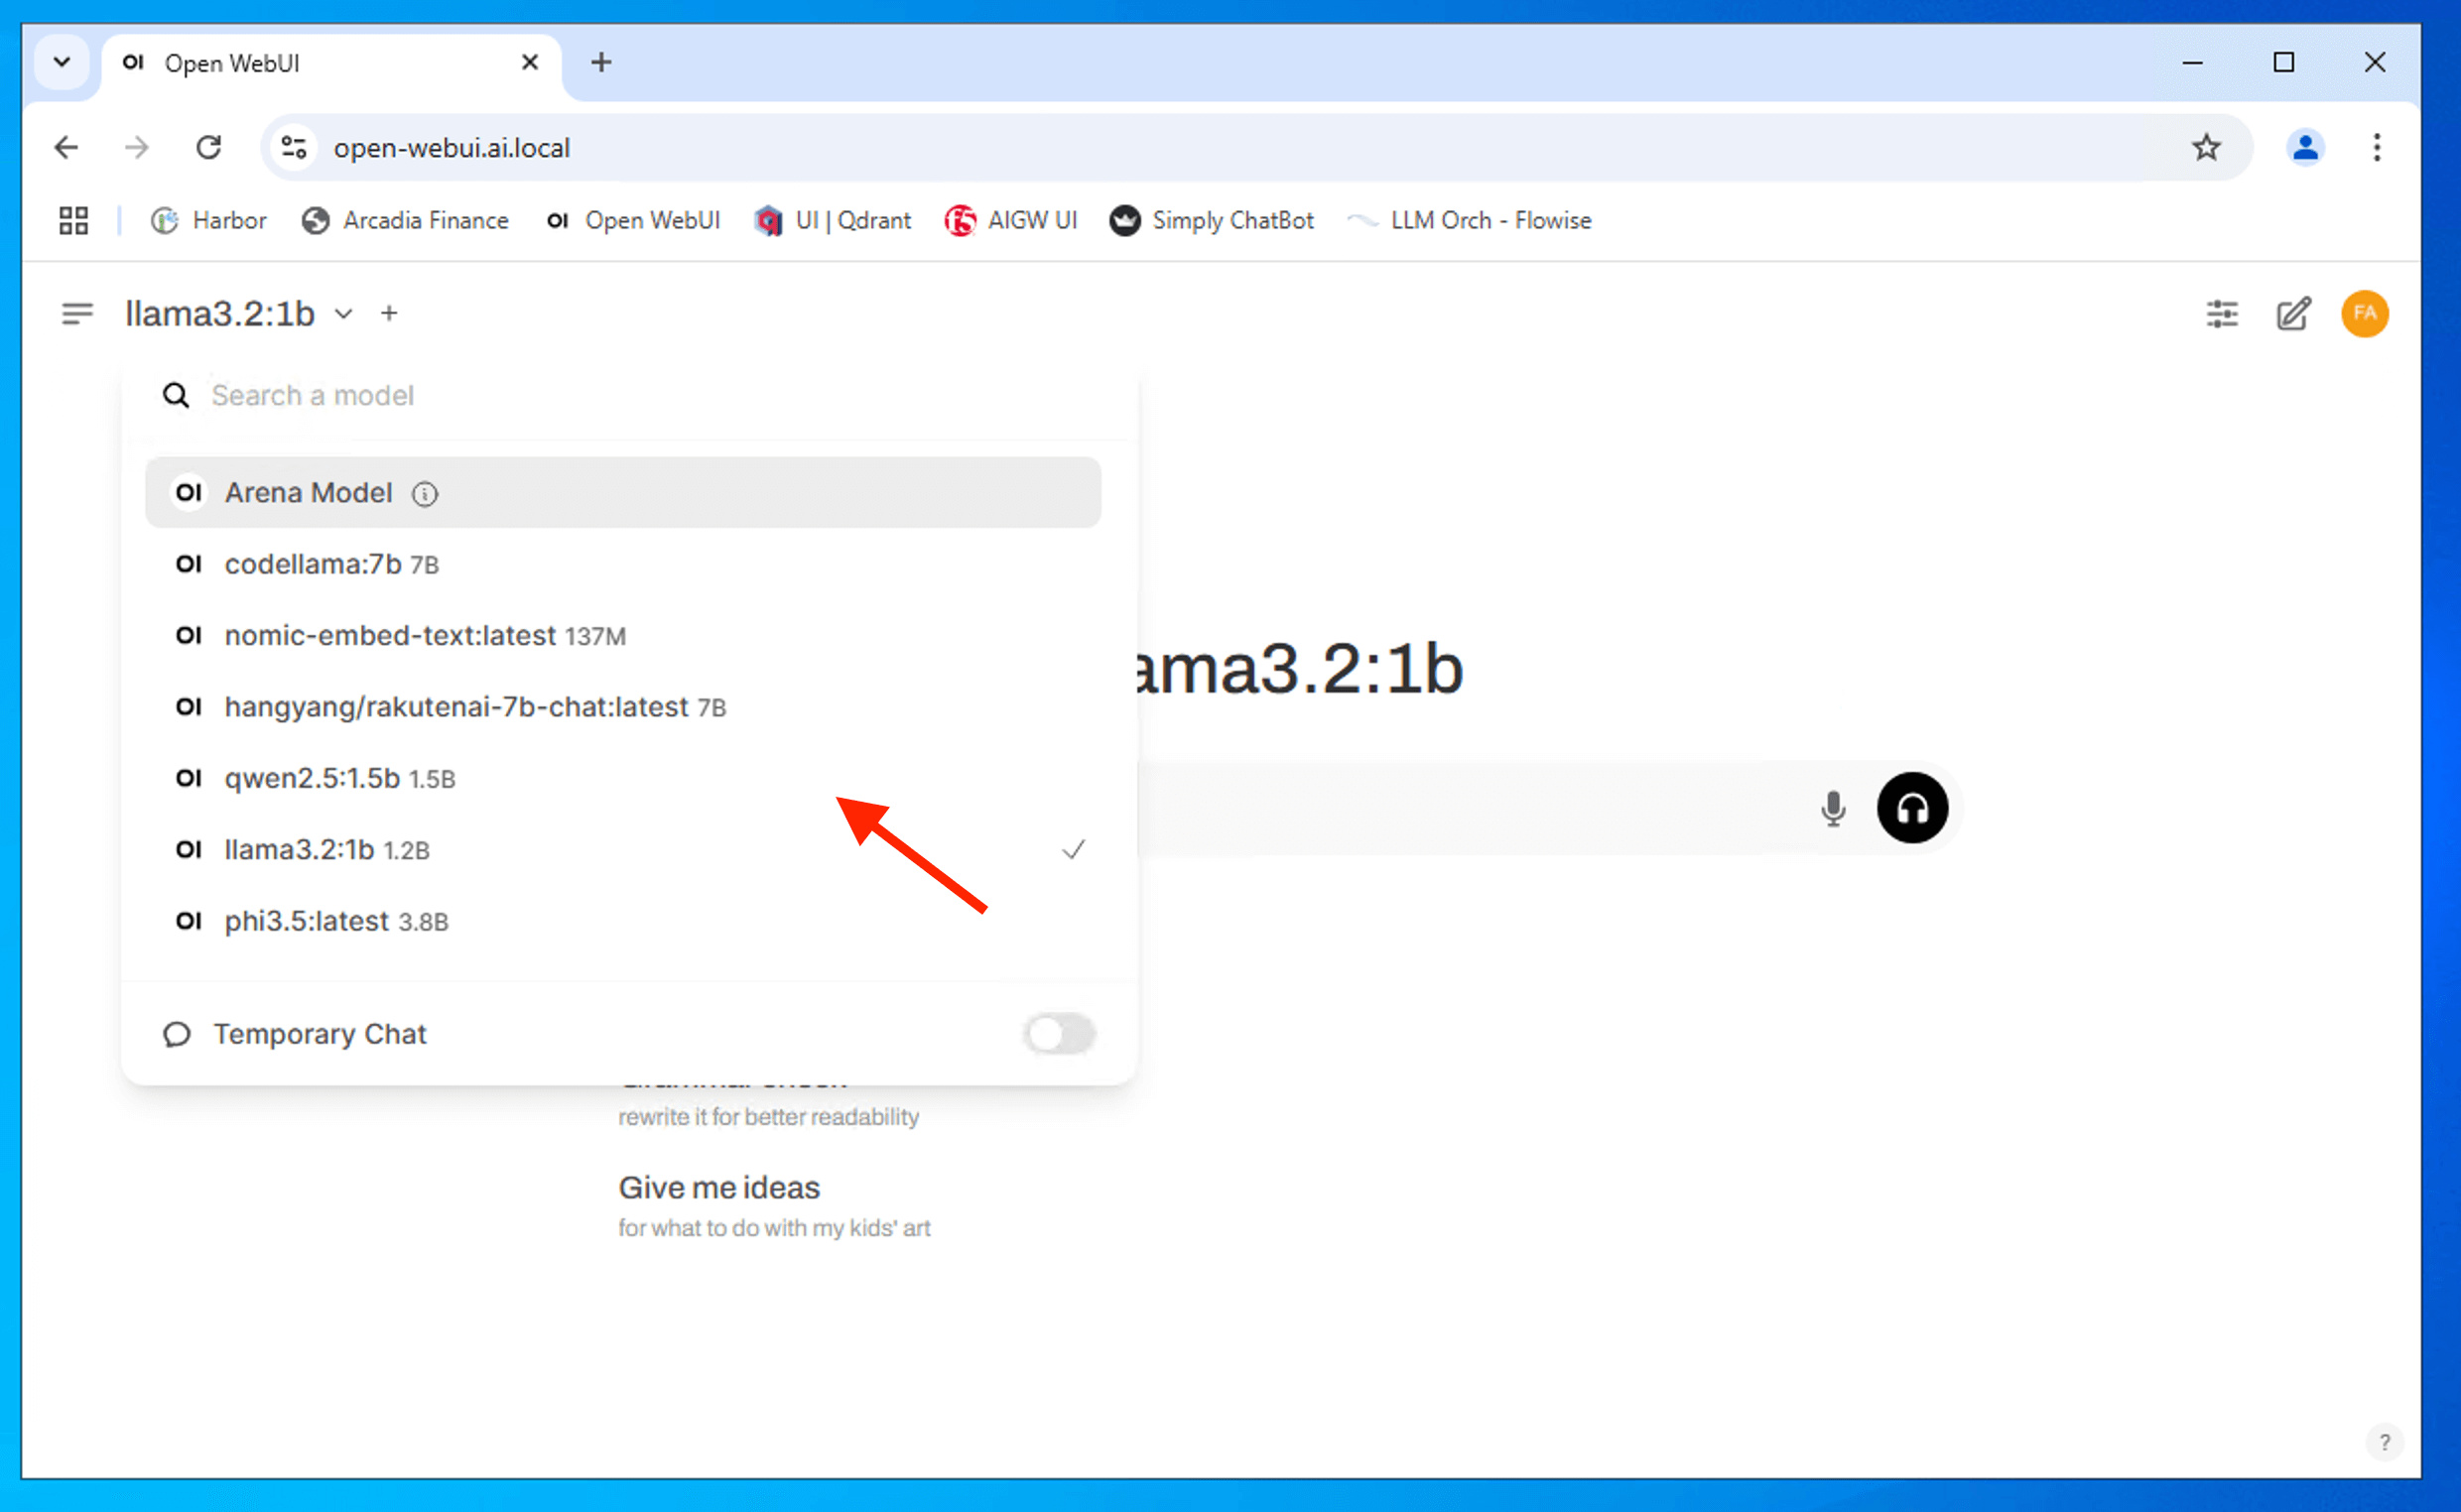 OI Open WebUI
open-webui.ai.local
Harbor Arcadia Finance OI Open WebUI UI | Qdrant f5 AIGW UI Simply ChatBot LLM Orch - Flowise
llama3.2:1b
FA
Search a model
OI Arena Model
OI codellama:7b 7B
OI nomic-embed-text:latest 137M
OI hangyang/rakutenai-7b-chat:latest 7B
ama3.2:1b
OI qwen2.5:1.5b 1.5B
OI llama3.2:1b 1.2B
OI phi3.5:latest 3.8B
Temporary Chat
rewrite it for better readability
Give me ideas
for what to do with my kids' art
?